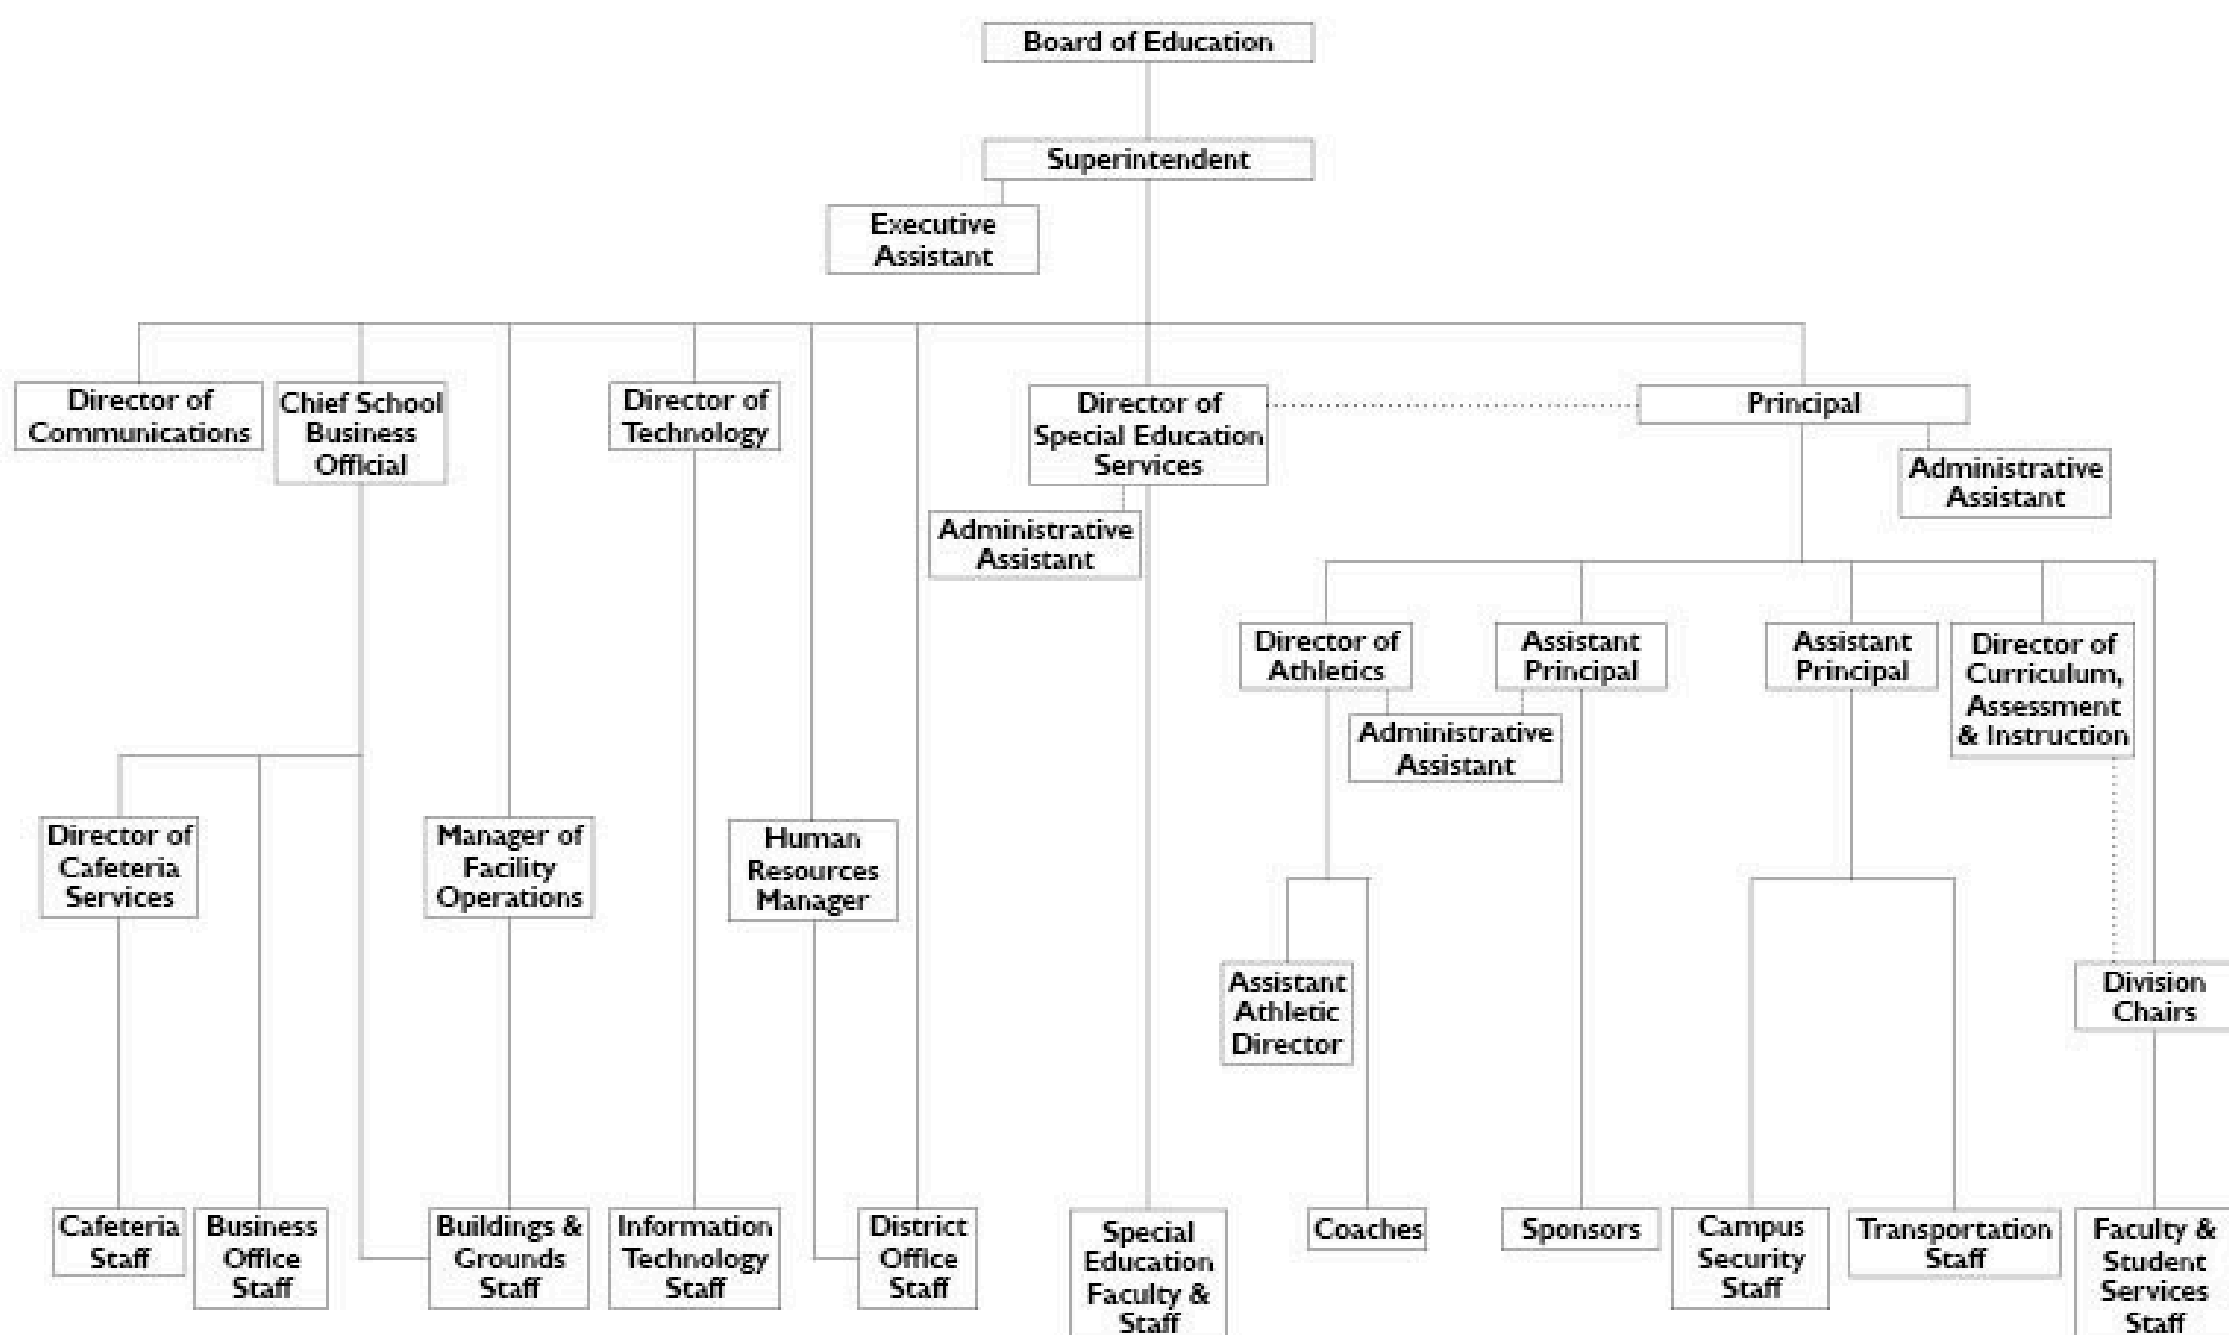 Board of Education
Superintendent
Executive
Assistant
Director of
Communications
Chief School
Business
Official
Director of
Technology
Director of
Special Education
Services
Principal
Administrative
Assistant
Administrative
Assistant
Director of
Athletics
Assistant
Principal
Assistant
Principal
Director of
Curriculum,
Assessment
& Instruction
Administrative
Assistant
Director of
Cafeteria
Services
Manager of
Facility
Operations
Human
Resources
Manager
Assistant
Athletic
Director
Division
Chairs
Cafeteria
Staff
Business
Office
Staff
Buildings &
Grounds
Staff
Information
Technology
Staff
District
Office
Staff
Special
Education
Faculty &
Staff
Coaches
Sponsors
Campus
Security
Staff
Transportation
Staff
Faculty &
Student
Services
Staff